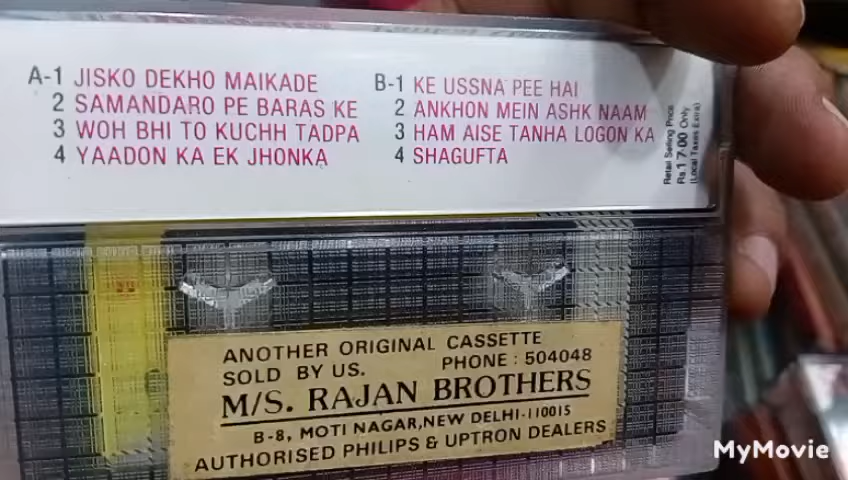 A-1 JISKO DEKHO MAIKADE
2 SAMANDARO PE BARAS KE
3 WOH BHI TO KUCHH TADPA
4 YAADON KA EK JHONKA
B-1 KE USSNA PEE HAI
2 ANKHON MEIN ASHK NAAM
3 HAM AISE TANHA LOGON KA
4 SHAGUFTA
Retail Selling Price
Rs.17.00 Only
(Local Taxes Extra)
ANOTHER ORIGINAL CASSETTE
SOLD BY US. PHONE : 504048
M/S. RAJAN BROTHERS
B-8, MOTI NAGAR, NEW DELHI-110015
AUTHORISED PHILIPS & UPTRON DEALERS
MyMovie